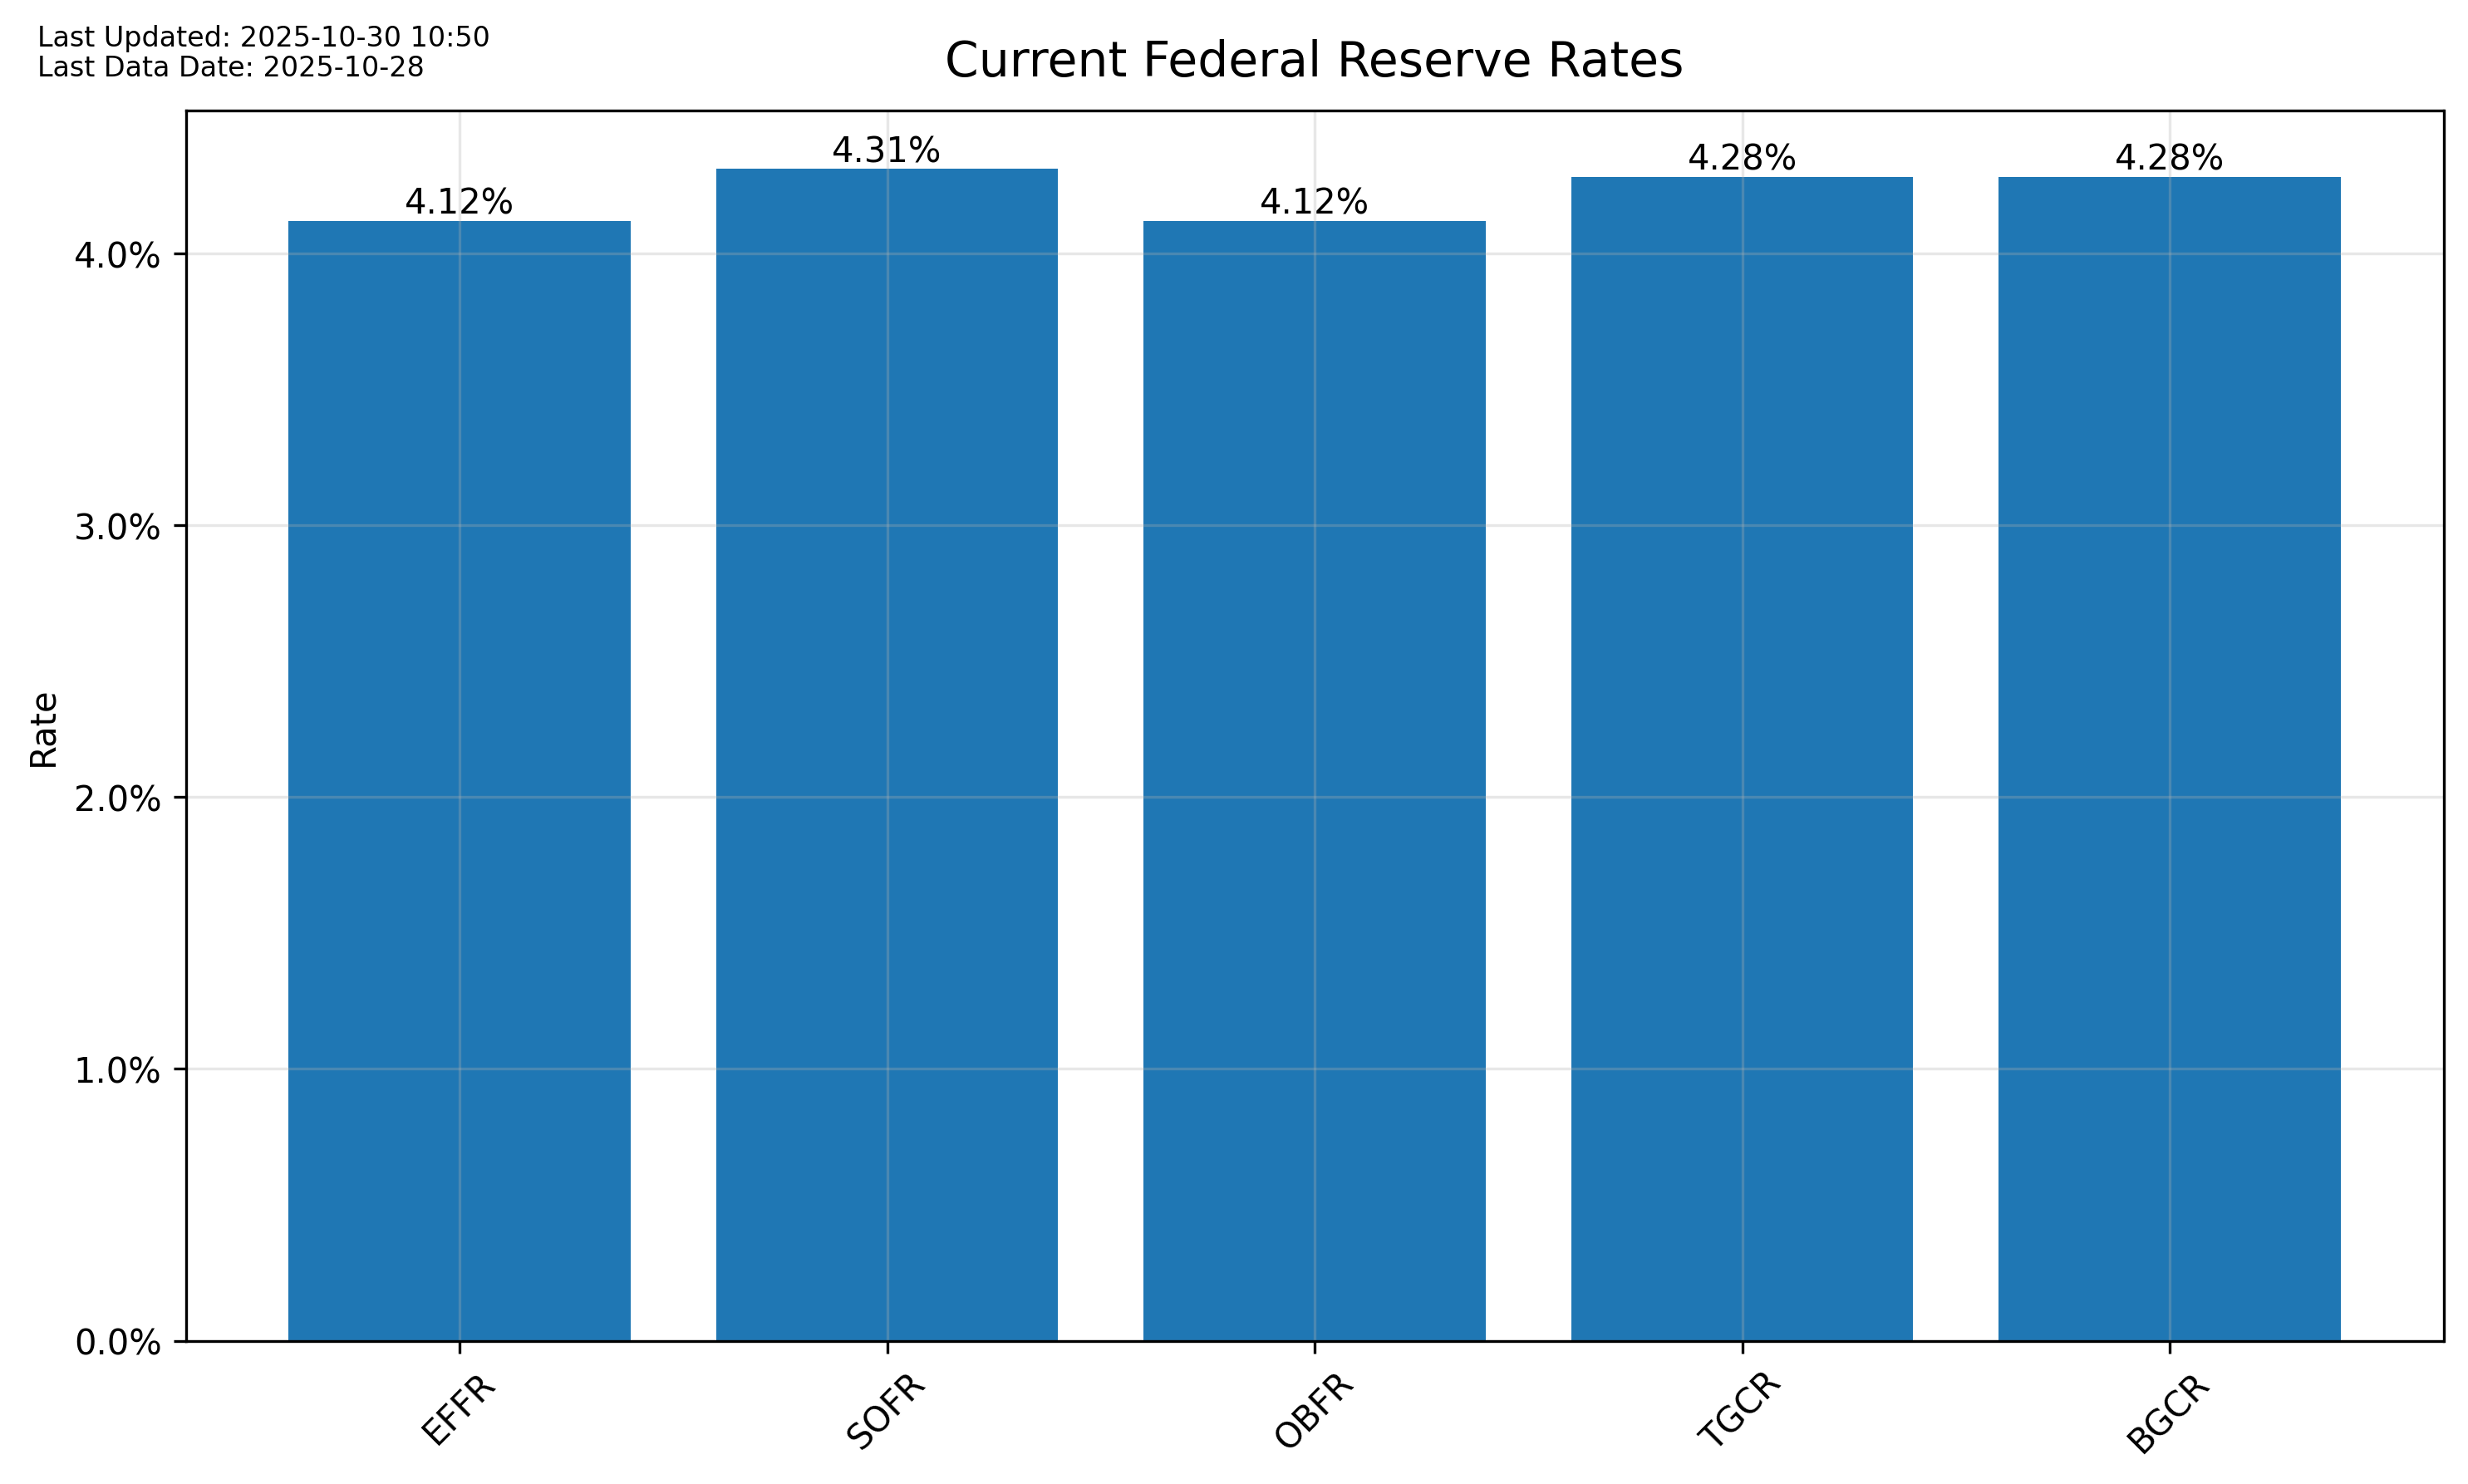 Last Updated: 2025-10-30 10:50
Last Data Date: 2025-10-28
Current Federal Reserve Rates
4.12%
4.31%
4.12%
4.28%
4.28%
4.0%
3.0%
2.0%
1.0%
0.0%
Rate
EFFR
SOFR
OBFR
TGCR
BGCR